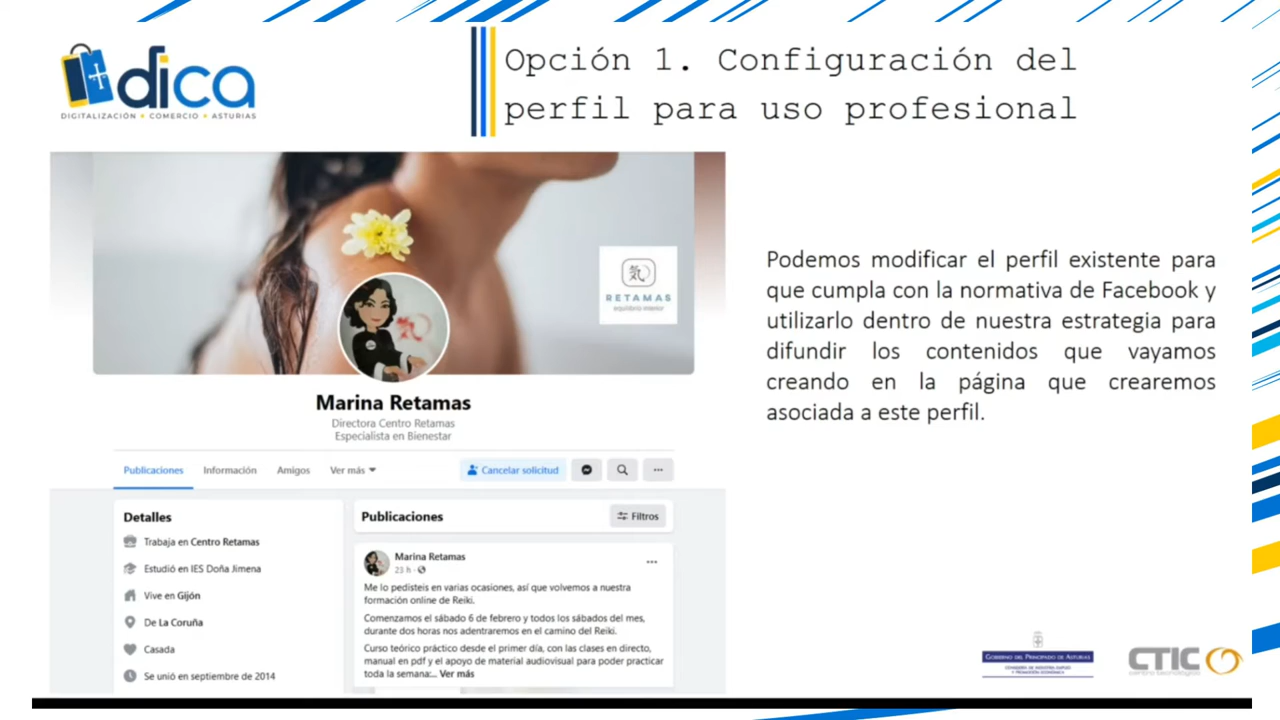 dica
DIGITALIZACIÓN • COMERCIO • ASTURIAS
Opción 1. Configuración del
perfil para uso profesional
氣
RETAMAS
equilibrio interior
Marina Retamas
Directora Centro Retamas
Especialista en Bienestar
Publicaciones Información Amigos Ver más Cancelar solicitud
Detalles
Trabaja en Centro Retamas
Estudió en IES Doña Jimena
Vive en Gijón
De La Coruña
Casada
Se unió en septiembre de 2014
Publicaciones Filtros
Marina Retamas
23 h ·
Me lo pedisteis en varias ocasiones, así que volvemos a nuestra
formación online de Reiki.
Comenzamos el sábado 6 de febrero y todos los sábados del mes,
durante dos horas nos adentraremos en el camino del Reiki.
Curso teórico práctico desde el primer día, con las clases en directo,
manual en pdf y el apoyo de material audiovisual para poder practicar
toda la semana:... Ver más
Podemos modificar el perfil existente para
que cumpla con la normativa de Facebook y
utilizarlo dentro de nuestra estrategia para
difundir los contenidos que vayamos
creando en la página que crearemos
asociada a este perfil.
GOBIERNO DEL PRINCIPADO DE ASTURIAS
CONSEJERÍA DE INDUSTRIA, EMPLEO
Y PROMOCIÓN ECONÓMICA
CTIC
centro tecnológico